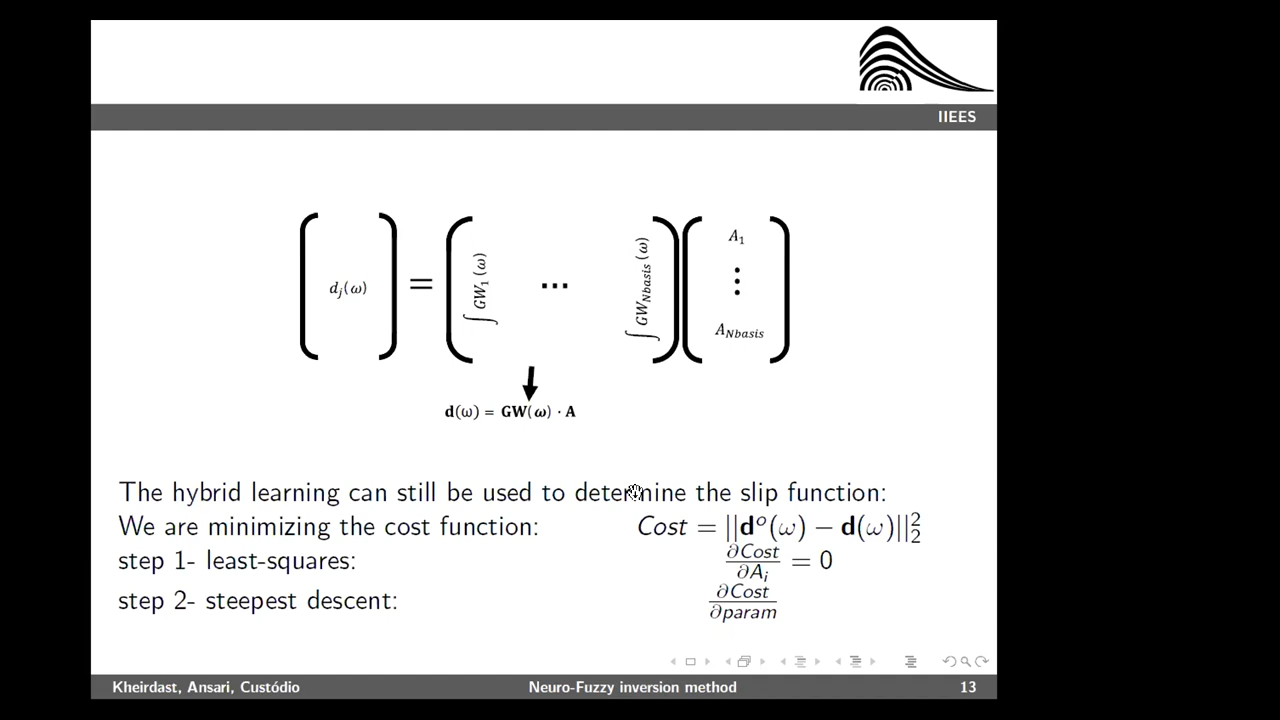 IIEES
d_j(ω) = ∫GW_1(ω) ⋯ ∫GW_Nbasis(ω) A_1 ⋮ A_Nbasis
d(ω) = GW(ω) · A
The hybrid learning can still be used to determine the slip function:
We are minimizing the cost function: Cost = ||d^o(ω) − d(ω)||_2^2
step 1- least-squares: ∂Cost/∂A_i = 0
step 2- steepest descent: ∂Cost/∂param
Kheirdast, Ansari, Custódio Neuro-Fuzzy inversion method 13